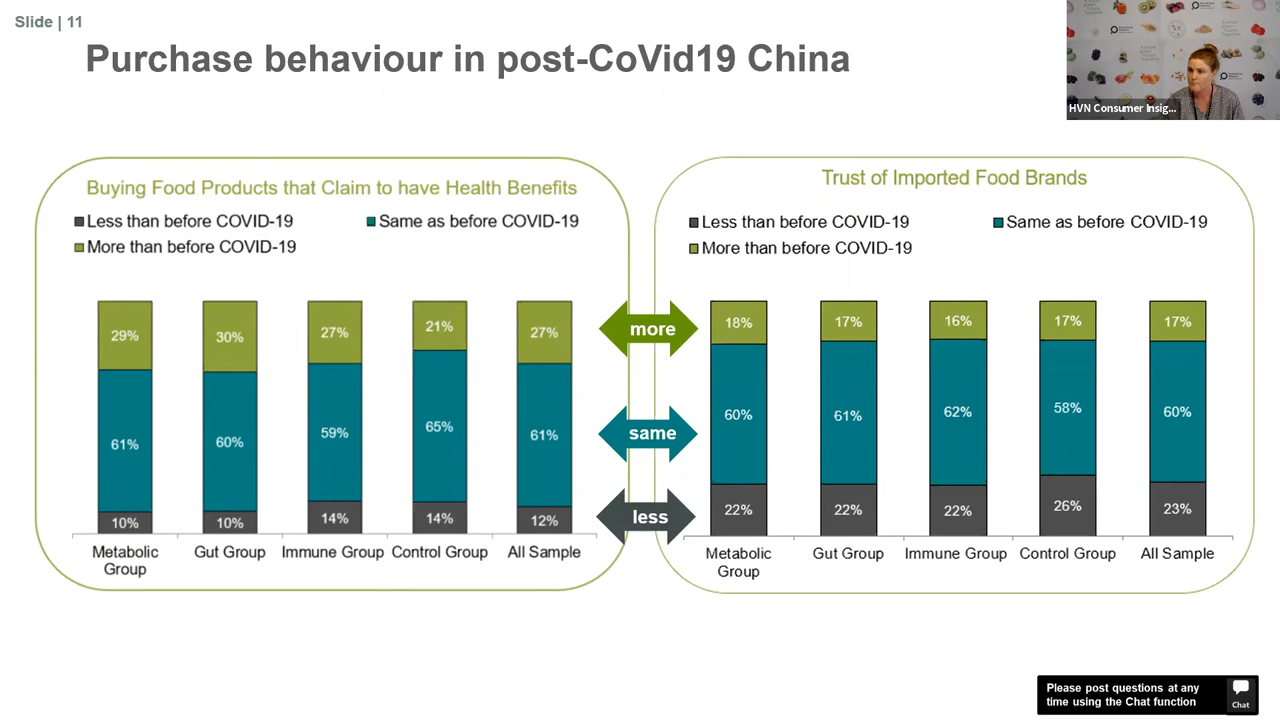 Slide | 11
Purchase behaviour in post-CoVid19 China
HVN Consumer Insig...
Buying Food Products that Claim to have Health Benefits
Less than before COVID-19
Same as before COVID-19
More than before COVID-19
29%
30%
27%
21%
27%
61%
60%
59%
65%
61%
10%
10%
14%
14%
12%
Metabolic
Group
Gut Group
Immune Group
Control Group
All Sample
more
same
less
Trust of Imported Food Brands
Less than before COVID-19
Same as before COVID-19
More than before COVID-19
18%
17%
16%
17%
17%
60%
61%
62%
58%
60%
22%
22%
22%
26%
23%
Metabolic
Group
Gut Group
Immune Group
Control Group
All Sample
Please post questions at any
time using the Chat function
Chat